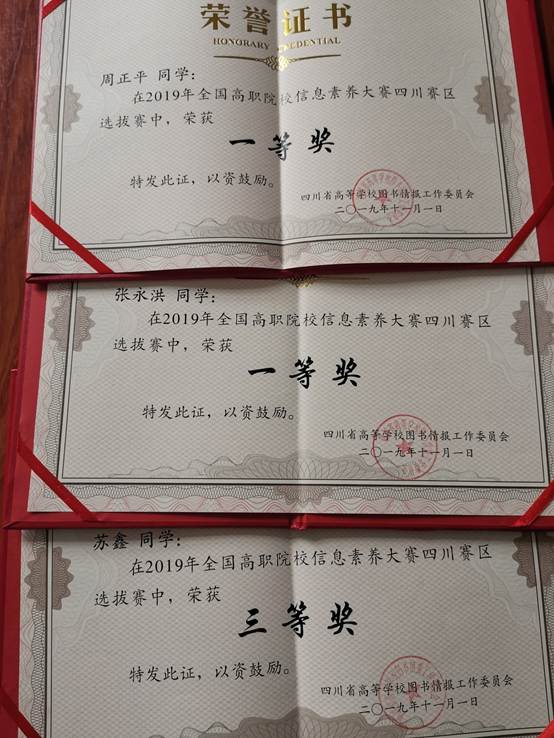 荣誉证书
HONORARY CREDENTIAL
周正平 同学：
在2019年全国高职院校信息素养大赛四川赛区
选拔赛中，荣获
一等奖
特发此证，以资鼓励。
四川省高等学校图书情报工作委员会
二〇一九年十一月一日
张永洪 同学：
在2019年全国高职院校信息素养大赛四川赛区
选拔赛中，荣获
一等奖
特发此证，以资鼓励。
四川省高等学校图书情报工作委员会
二〇一九年十一月一日
苏鑫 同学：
在2019年全国高职院校信息素养大赛四川赛区
选拔赛中，荣获
三等奖
特发此证，以资鼓励。
四川省高等学校图书情报工作委员会
二〇一九年十一月一日